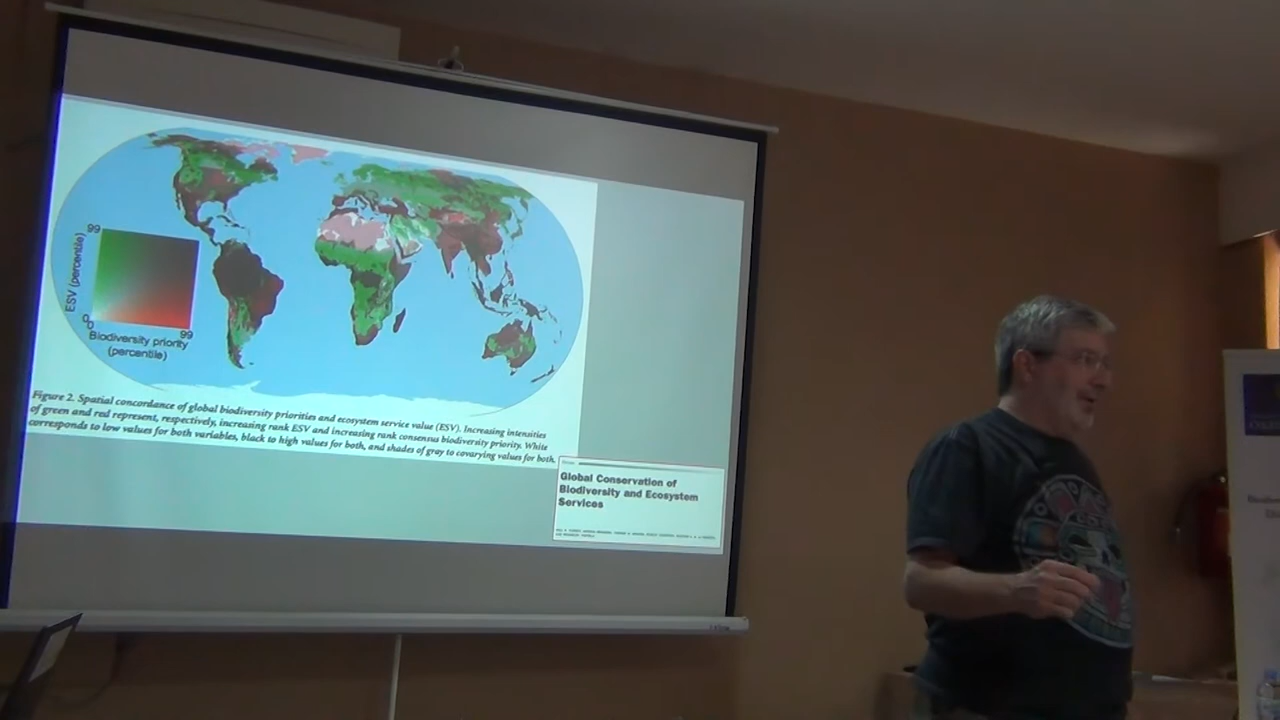 99
ESV (percentile)
0
0
99
Biodiversity priority
(percentile)
Figure 2. Spatial concordance of global biodiversity priorities and ecosystem service value (ESV). Increasing intensities
of green and red represent, respectively, increasing rank ESV and increasing rank consensus biodiversity priority. White
corresponds to low values for both variables, black to high values for both, and shades of gray to covarying values for both.
Global Conservation of
Biodiversity and Ecosystem
Services